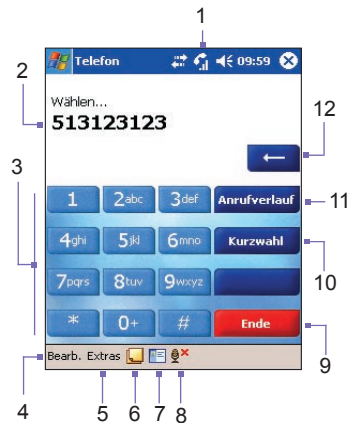 1
Telefon 09:59
2
Wählen...
513123123
12
3
1 2abc 3def Anrufverlauf
11
4ghi 5jkl 6mno Kurzwahl
10
7pqrs 8tuv 9wxyz
* 0+ # Ende
9
Bearb. Extras
4 5 6 7 8